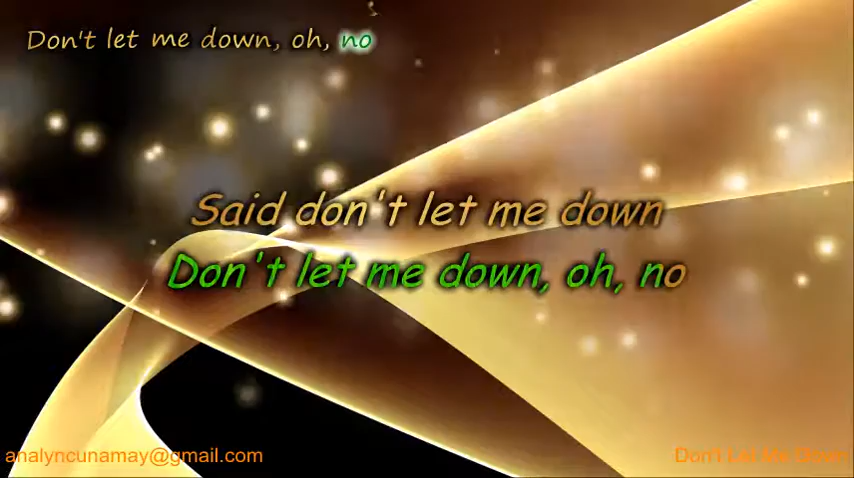 Don't let me down, oh, no
Said don't let me down
Don't let me down, oh, no
analyncunamay@gmail.com
Don't Let Me Down